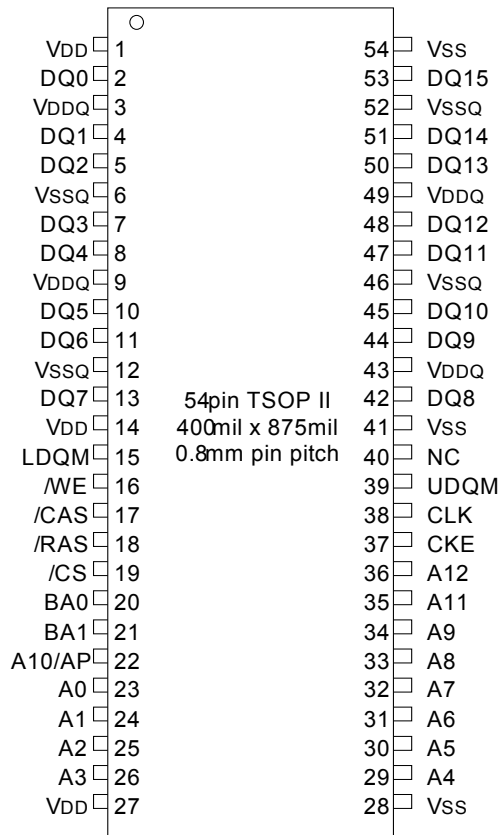 VDD 1 54 VSS
DQ0 2 53 DQ15
VDDQ 3 52 VSSQ
DQ1 4 51 DQ14
DQ2 5 50 DQ13
VSSQ 6 49 VDDQ
DQ3 7 48 DQ12
DQ4 8 47 DQ11
VDDQ 9 46 VSSQ
DQ5 10 45 DQ10
DQ6 11 44 DQ9
VSSQ 12 43 VDDQ
DQ7 13 54pin TSOP II 42 DQ8
VDD 14 400mil x 875mil 41 VSS
LDQM 15 0.8mm pin pitch 40 NC
/WE 16 39 UDQM
/CAS 17 38 CLK
/RAS 18 37 CKE
/CS 19 36 A12
BA0 20 35 A11
BA1 21 34 A9
A10/AP 22 33 A8
A0 23 32 A7
A1 24 31 A6
A2 25 30 A5
A3 26 29 A4
VDD 27 28 VSS